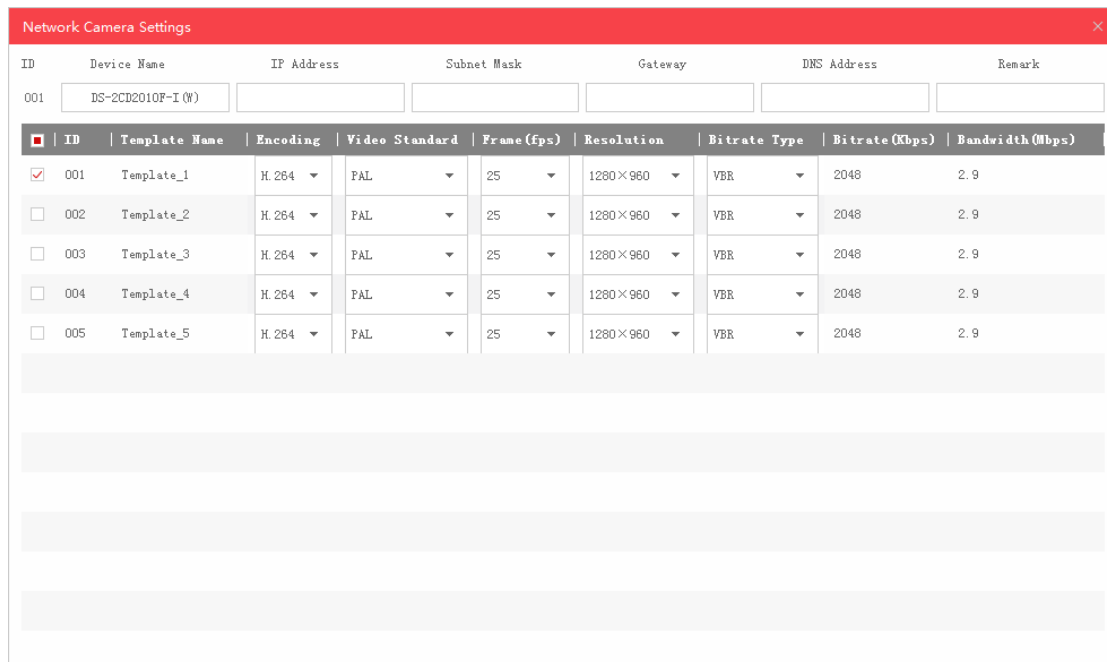 Network Camera Settings
ID Device Name IP Address Subnet Mask Gateway DNS Address Remark
001 DS-2CD2010F-I(W)
ID Template Name Encoding Video Standard Frame(fps) Resolution Bitrate Type Bitrate(Kbps) Bandwidth(Mbps)
001 Template_1 H.264 PAL 25 1280×960 VBR 2048 2.9
002 Template_2 H.264 PAL 25 1280×960 VBR 2048 2.9
003 Template_3 H.264 PAL 25 1280×960 VBR 2048 2.9
004 Template_4 H.264 PAL 25 1280×960 VBR 2048 2.9
005 Template_5 H.264 PAL 25 1280×960 VBR 2048 2.9